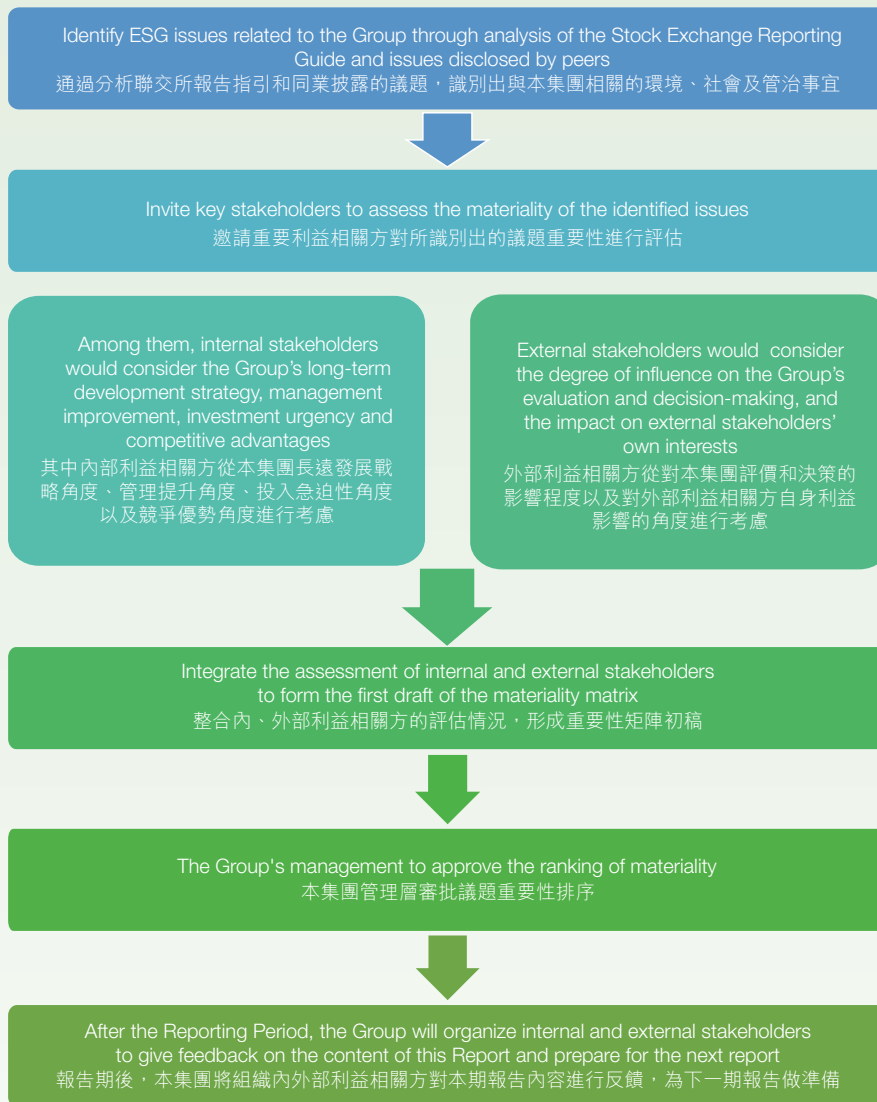 Identify ESG issues related to the Group through analysis of the Stock Exchange Reporting
Guide and issues disclosed by peers
通過分析聯交所報告指引和同業披露的議題，識別出與本集團相關的環境、社會及管治事宜
Invite key stakeholders to assess the materiality of the identified issues
邀請重要利益相關方對所識別出的議題重要性進行評估
Among them, internal stakeholders
would consider the Group's long-term
development strategy, management
improvement, investment urgency and
competitive advantages
其中內部利益相關方從本集團長遠發展戰
略角度、管理提升角度、投入急迫性角度
以及競爭優勢角度進行考慮
External stakeholders would consider
the degree of influence on the Group's
evaluation and decision-making, and
the impact on external stakeholders'
own interests
外部利益相關方從對本集團評價和決策的
影響程度以及對外部利益相關方自身利益
影響的角度進行考慮
Integrate the assessment of internal and external stakeholders
to form the first draft of the materiality matrix
整合內、外部利益相關方的評估情況，形成重要性矩陣初稿
The Group's management to approve the ranking of materiality
本集團管理層審批議題重要性排序
After the Reporting Period, the Group will organize internal and external stakeholders
to give feedback on the content of this Report and prepare for the next report
報告期後，本集團將組織內外部利益相關方對本期報告內容進行反饋，為下一期報告做準備